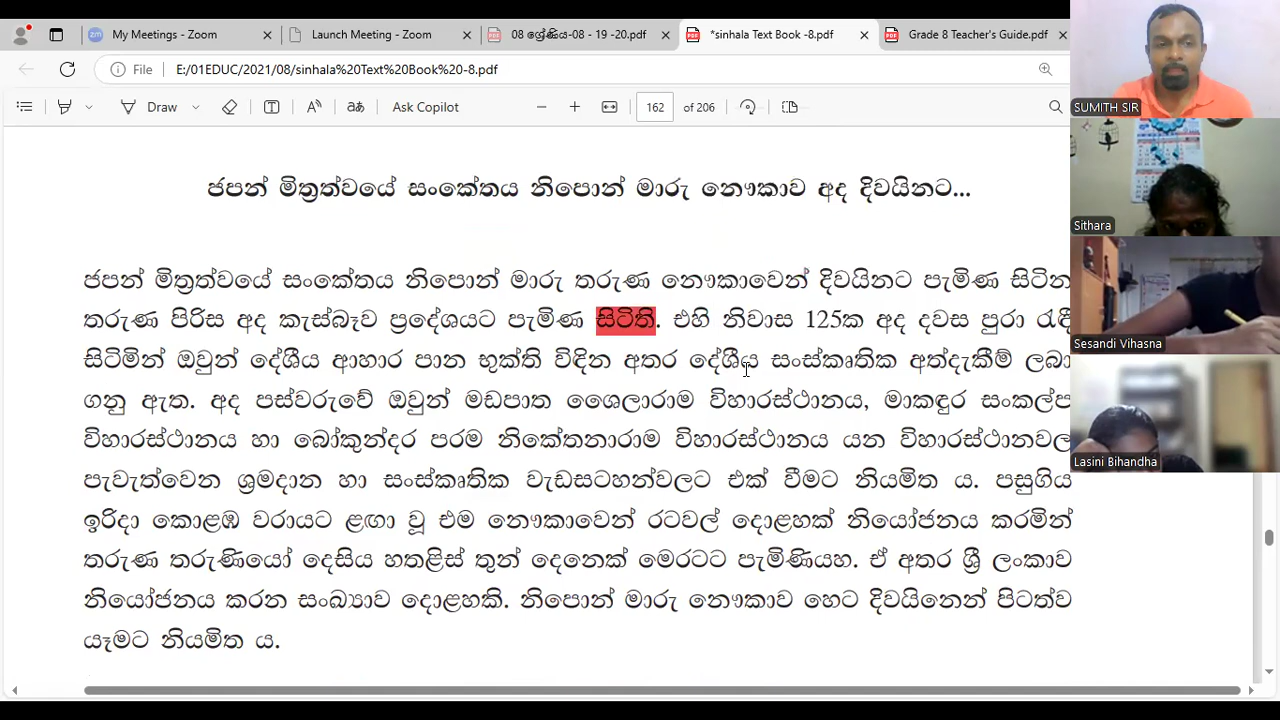 My Meetings - Zoom
Launch Meeting - Zoom
08 ශ්‍රේණිය-08 - 19 -20.pdf
*sinhala Text Book -8.pdf
Grade 8 Teacher's Guide.pdf
File
E:/01EDUC/2021/08/sinhala%20Text%20Book%20-8.pdf
Draw
Ask Copilot
162 of 206
ජපන් මිත්‍රත්වයේ සංකේතය නිපොන් මාරු නෞකාව අද දිවයිනට...
ජපන් මිත්‍රත්වයේ සංකේතය නිපොන් මාරු තරුණ නෞකාවෙන් දිවයිනට පැමිණ සිටින
තරුණ පිරිස අද කැස්බෑව ප්‍රදේශයට පැමිණ සිටිති. එහි නිවාස 125ක අද දවස පුරා රැඳී
සිටිමින් ඔවුන් දේශීය ආහාර පාන භුක්ති විඳින අතර දේශීය සංස්කෘතික අත්දැකීම් ලබා
ගනු ඇත. අද පස්වරුවේ ඔවුන් මඩපාත ශෛලාරාම විහාරස්ථානය, මාකඳුර සංකල්ප
විහාරස්ථානය හා බෝකුන්දර පරම නිකේතනාරාම විහාරස්ථානය යන විහාරස්ථානවල
පැවැත්වෙන ශ්‍රමදාන හා සංස්කෘතික වැඩසටහන්වලට එක් වීමට නියමිත ය. පසුගිය
ඉරිදා කොළඹ වරායට ළඟා වූ එම නෞකාවෙන් රටවල් දොළහක් නියෝජනය කරමින්
තරුණ තරුණියෝ දෙසිය හතළිස් තුන් දෙනෙක් මෙරටට පැමිණියහ. ඒ අතර ශ්‍රී ලංකාව
නියෝජනය කරන සංඛ්‍යාව දොළහකි. නිපොන් මාරු නෞකාව හෙට දිවයිනෙන් පිටත්ව
යෑමට නියමිත ය.
SUMITH SIR
Sithara
Sesandi Vihasna
Lasini Bihandha